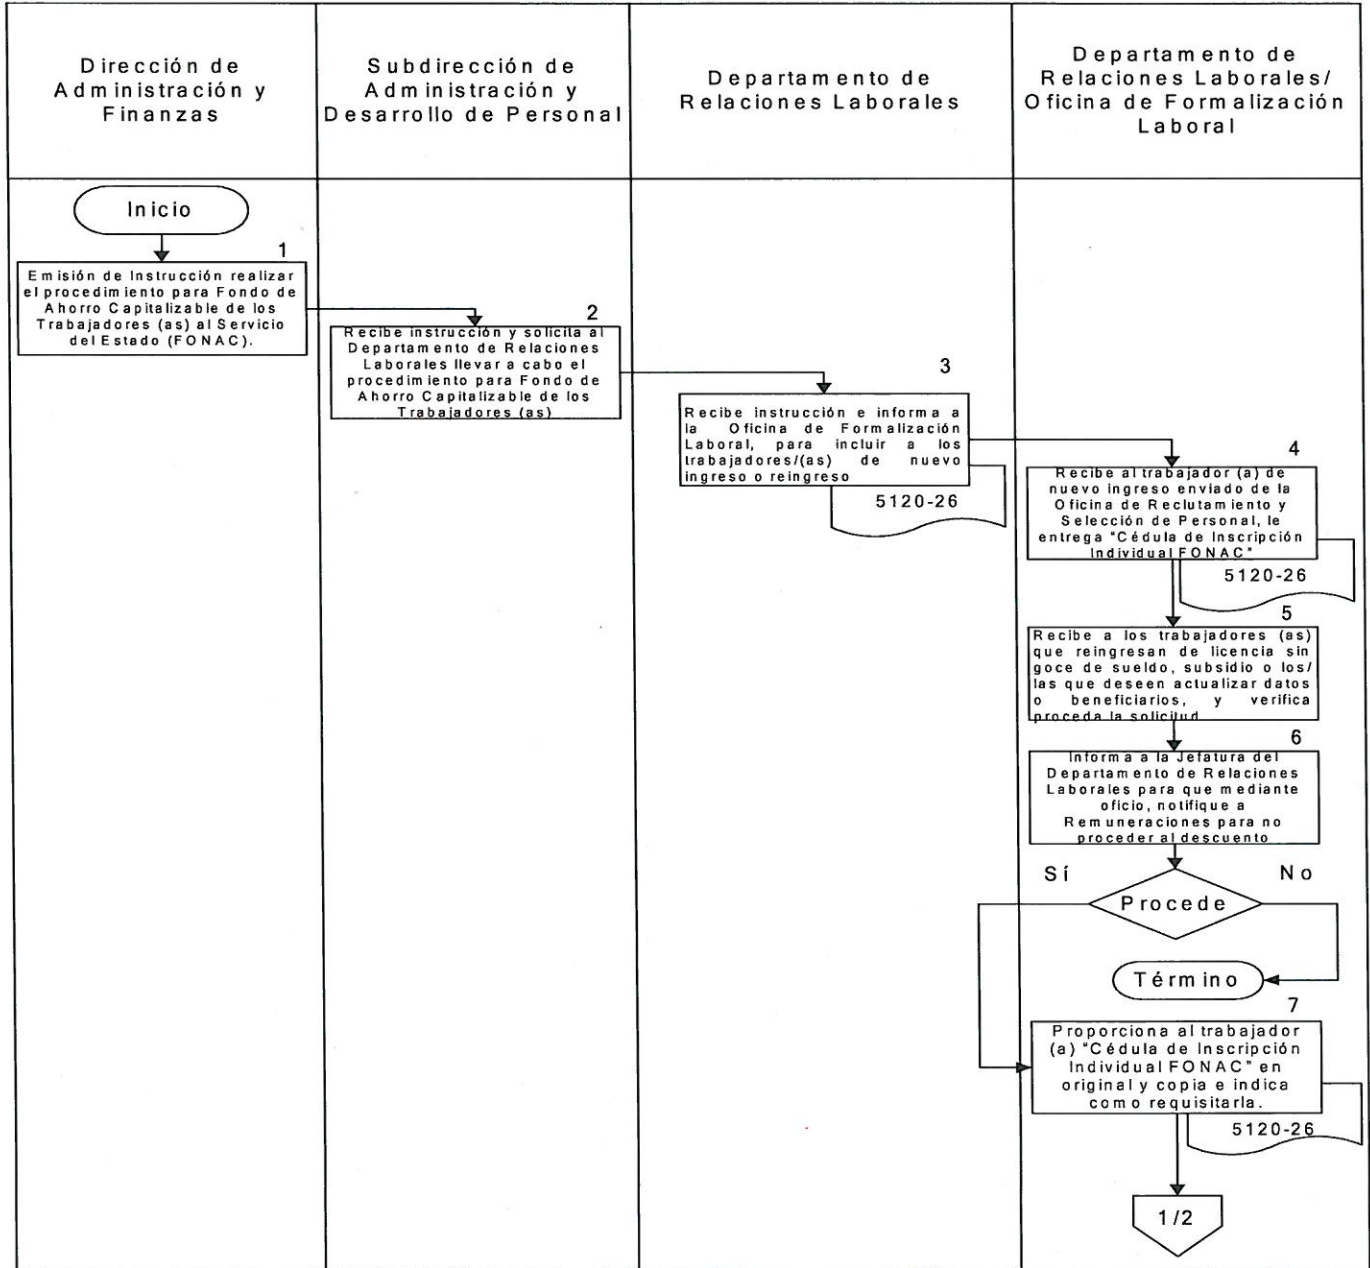 Dirección de
Administración y
Finanzas
Subdirección de
Administración y
Desarrollo de Personal
Departamento de
Relaciones Laborales
Departamento de
Relaciones Laborales/
Oficina de Formalización
Laboral
Inicio
1
Emisión de Instrucción realizar
el procedimiento para Fondo de
Ahorro Capitalizable de los
Trabajadores (as) al Servicio
del Estado (FONAC).
2
Recibe instrucción y solicita al
Departamento de Relaciones
Laborales llevar a cabo el
procedimiento para Fondo de
Ahorro Capitalizable de los
Trabajadores (as)
3
Recibe instrucción e informa a
la Oficina de Formalización
Laboral, para incluir a los
trabajadores/(as) de nuevo
ingreso o reingreso
5120-26
4
Recibe al trabajador (a) de
nuevo ingreso enviado de la
Oficina de Reclutamiento y
Selección de Personal, le
entrega "Cédula de Inscripción
Individual FONAC"
5120-26
5
Recibe a los trabajadores (as)
que reingresan de licencia sin
goce de sueldo, subsidio o los/
las que deseen actualizar datos
o beneficiarios, y verifica
proceda la solicitud
6
Informa a la Jefatura del
Departamento de Relaciones
Laborales para que mediante
oficio, notifique a
Remuneraciones para no
proceder al descuento
Sí
No
Procede
Término
7
Proporciona al trabajador
(a) "Cédula de Inscripción
Individual FONAC" en
original y copia e indica
como requisitarla.
5120-26
1/2